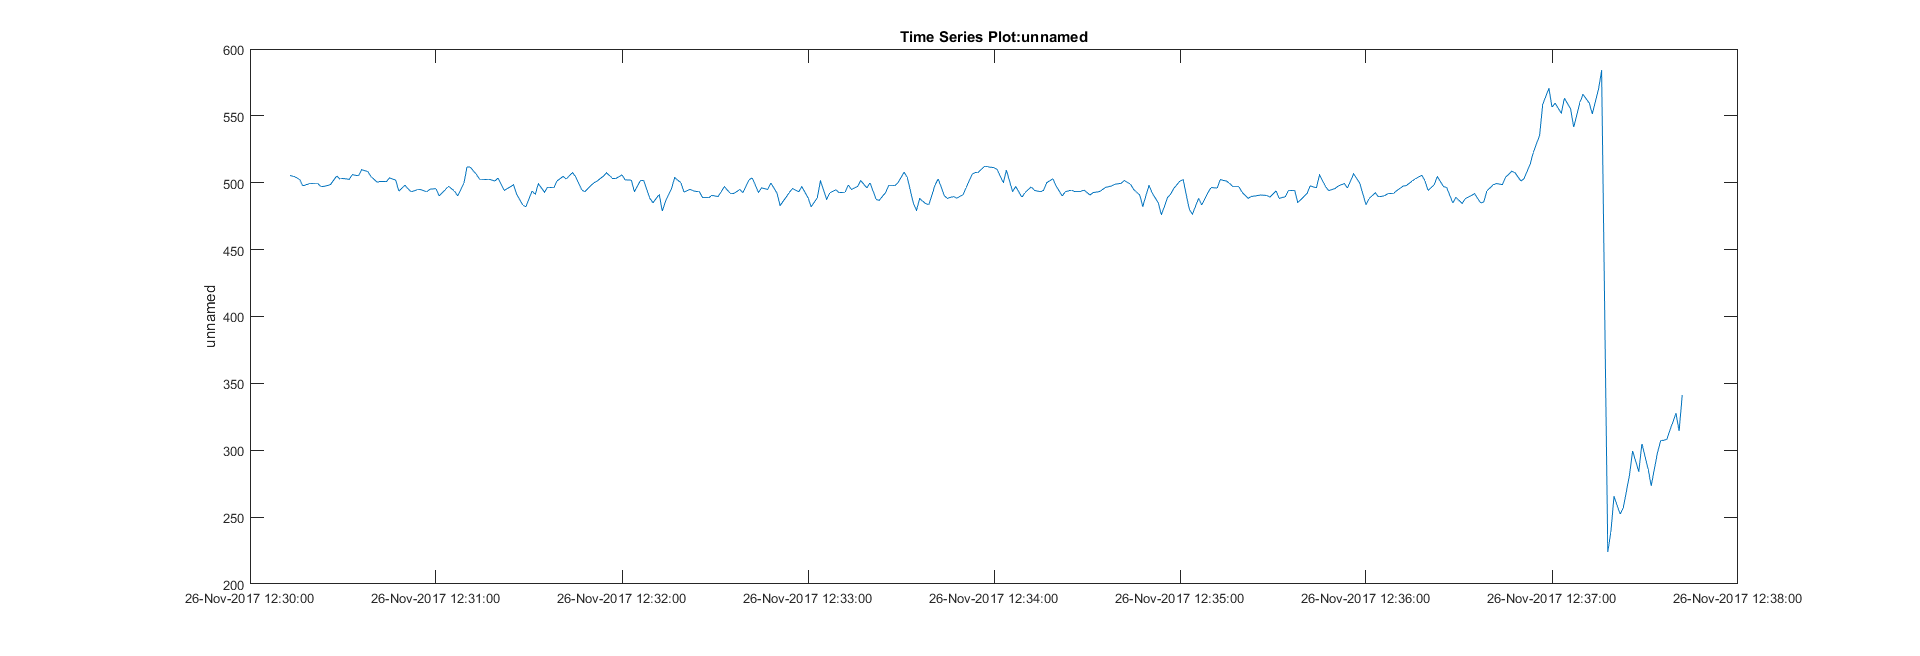 Time Series Plot:unnamed
600
550
500
450
400
350
300
250
200
unnamed
26-Nov-2017 12:30:00
26-Nov-2017 12:31:00
26-Nov-2017 12:32:00
26-Nov-2017 12:33:00
26-Nov-2017 12:34:00
26-Nov-2017 12:35:00
26-Nov-2017 12:36:00
26-Nov-2017 12:37:00
26-Nov-2017 12:38:00